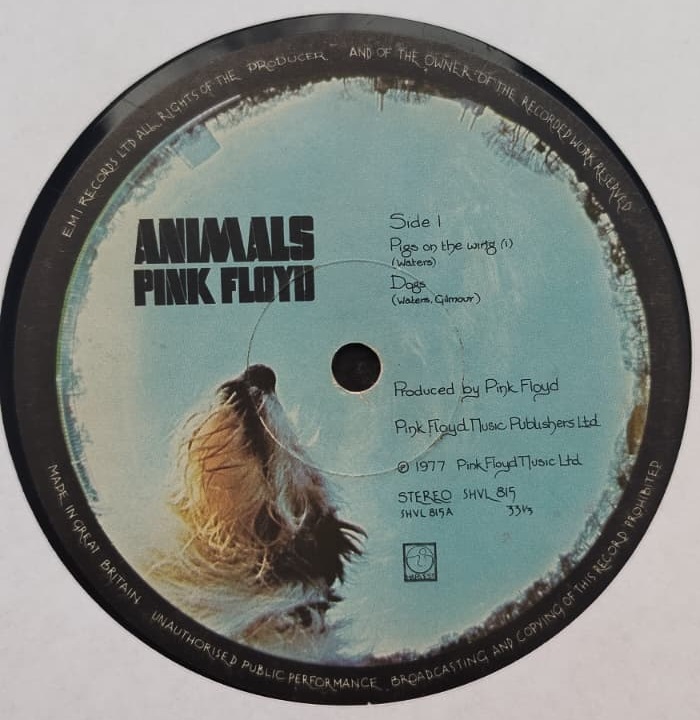 EMI RECORDS LTD ALL RIGHTS OF THE PRODUCER AND OF THE OWNER OF THE RECORDED WORK RESERVED
ANIMALS
PINK FLOYD
Side 1
Pigs on the wing (1)
(Waters)
Dogs
(Waters, Gilmour)
Produced by Pink Floyd
Pink Floyd Music Publishers Ltd.
℗ 1977 Pink Floyd Music Ltd.
STEREO SHVL 815
SHVL 815A 33⅓
MADE IN GREAT BRITAIN UNAUTHORISED PUBLIC PERFORMANCE BROADCASTING AND COPYING OF THIS RECORD PROHIBITED